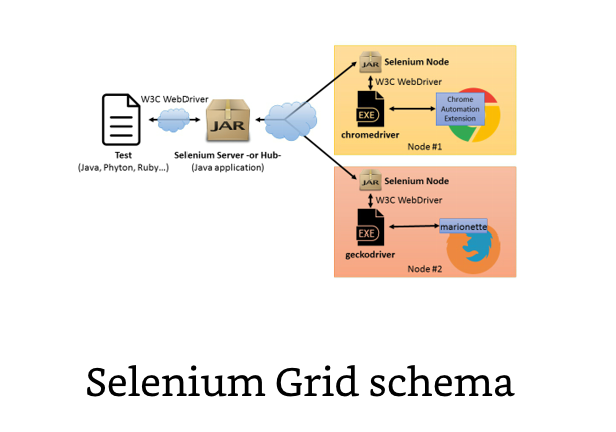 W3C WebDriver
JAR
Test
(Java, Phyton, Ruby...)
Selenium Server -or Hub-
(Java application)
JAR
Selenium Node
W3C WebDriver
EXE
chromedriver
Chrome
Automation
Extension
Node #1
JAR
Selenium Node
W3C WebDriver
EXE
geckodriver
marionette
Node #2
Selenium Grid schema